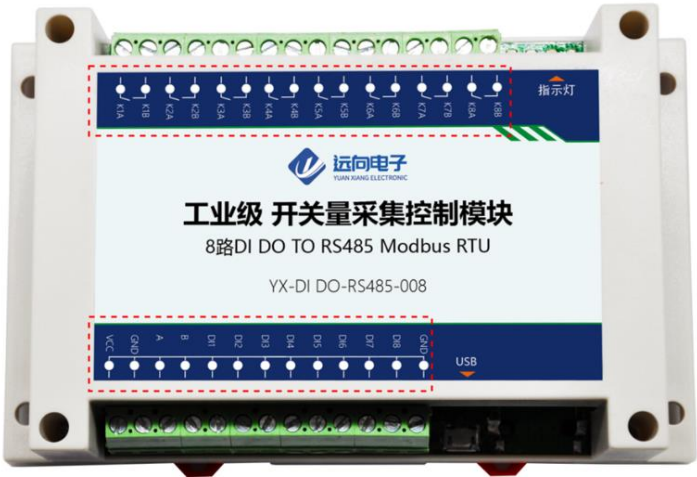 K1A K1B K2A K2B K3A K3B K4A K4B K5A K5B K6A K6B K7A K7B K8A K8B
指示灯
远向电子
YUAN XIANG ELECTRONIC
工业级 开关量采集控制模块
8路DI DO TO RS485 Modbus RTU
YX-DI DO-RS485-008
VCC GND A B DI1 DI2 DI3 DI4 DI5 DI6 DI7 DI8 GND
USB